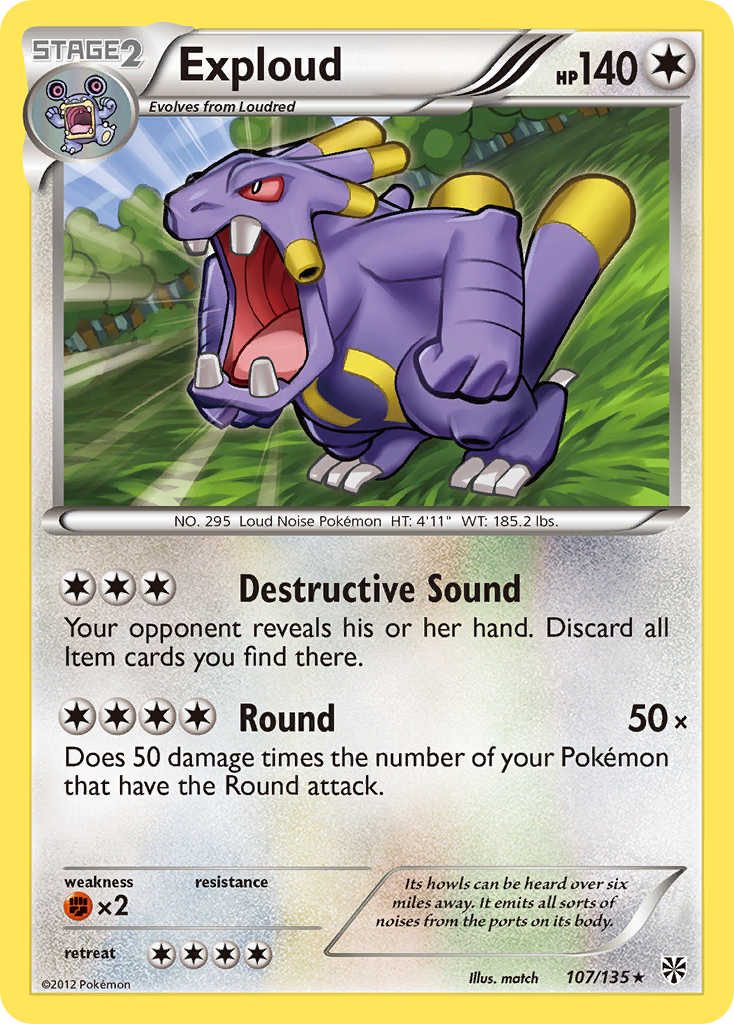 STAGE2
Exploud
HP140
Evolves from Loudred
NO. 295 Loud Noise Pokémon HT: 4'11" WT: 185.2 lbs.
Destructive Sound
Your opponent reveals his or her hand. Discard all
Item cards you find there.
Round 50×
Does 50 damage times the number of your Pokémon
that have the Round attack.
weakness resistance
×2
retreat
Its howls can be heard over six
miles away. It emits all sorts of
noises from the ports on its body.
©2012 Pokémon
Illus. match 107/135★